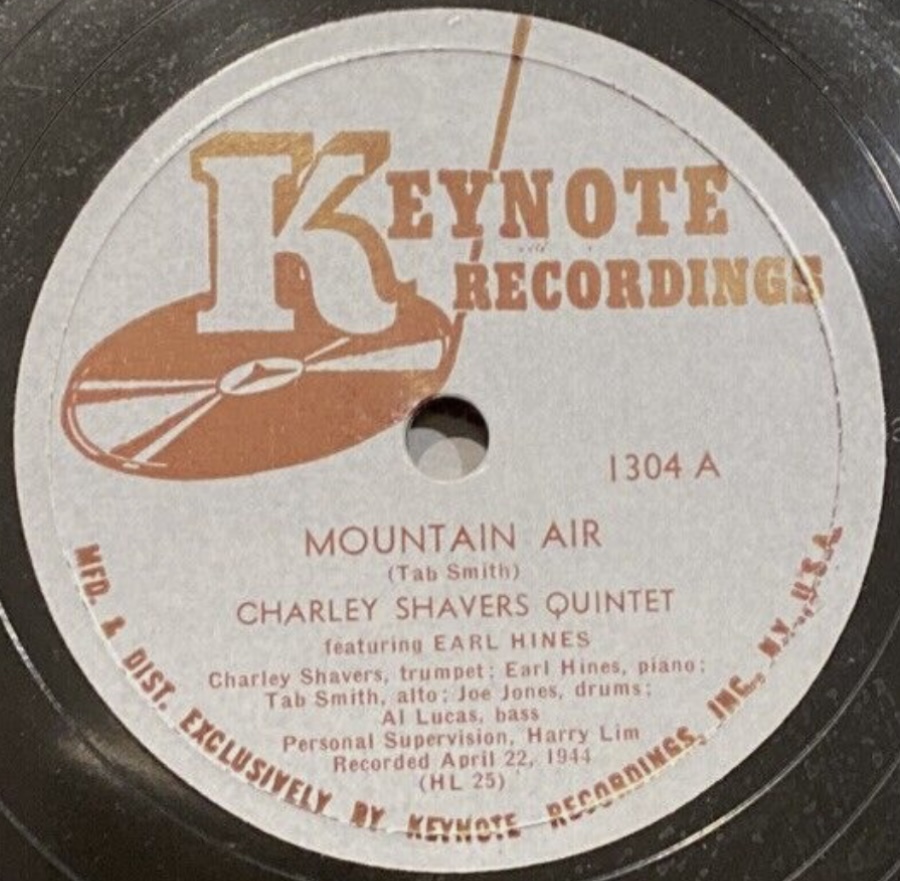 KEYNOTE
RECORDINGS
1304 A
MOUNTAIN AIR
(Tab Smith)
CHARLEY SHAVERS QUINTET
featuring EARL HINES
Charley Shavers, trumpet; Earl Hines, piano;
Tab Smith, alto; Joe Jones, drums;
Al Lucas, bass
Personal Supervision, Harry Lim
Recorded April 22, 1944
(HL 25)
MFD. & DIST. EXCLUSIVELY BY KEYNOTE RECORDINGS, INC., N.Y., U.S.A.